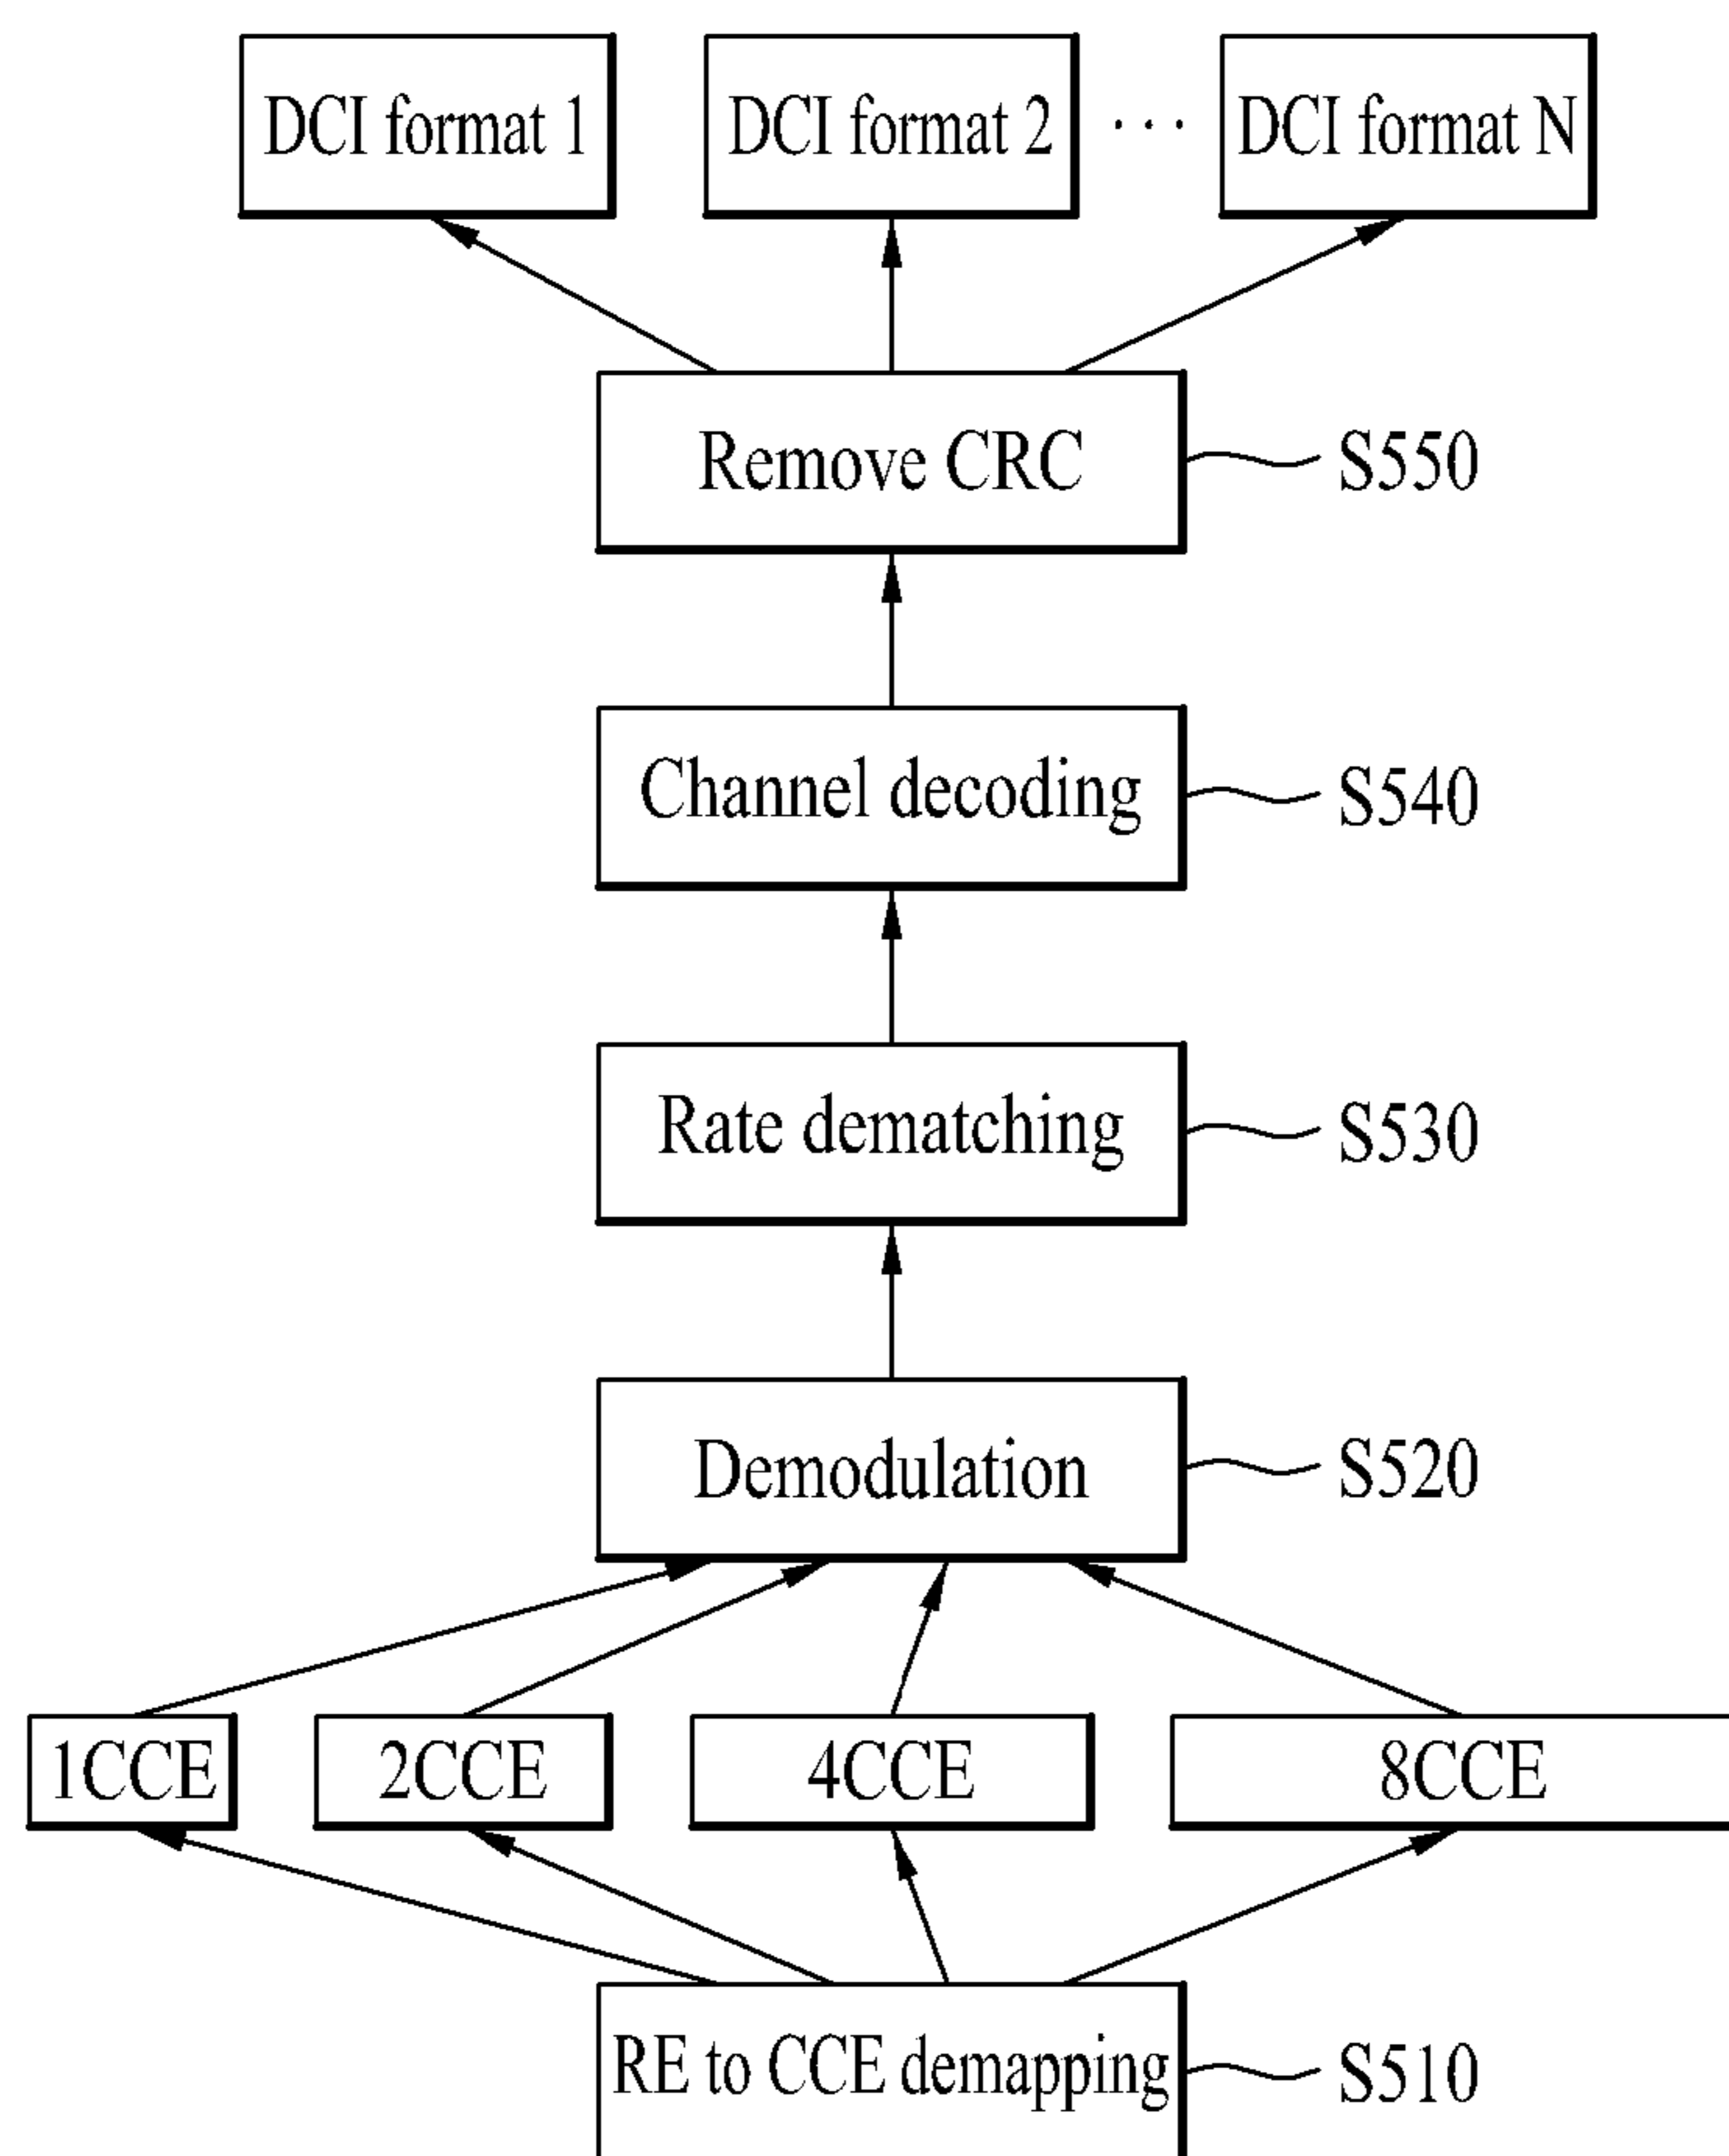 DCI format 1 DCI format 2 ··· DCI format N
Remove CRC S550
Channel decoding S540
Rate dematching S530
Demodulation S520
1CCE 2CCE 4CCE 8CCE
RE to CCE demapping S510